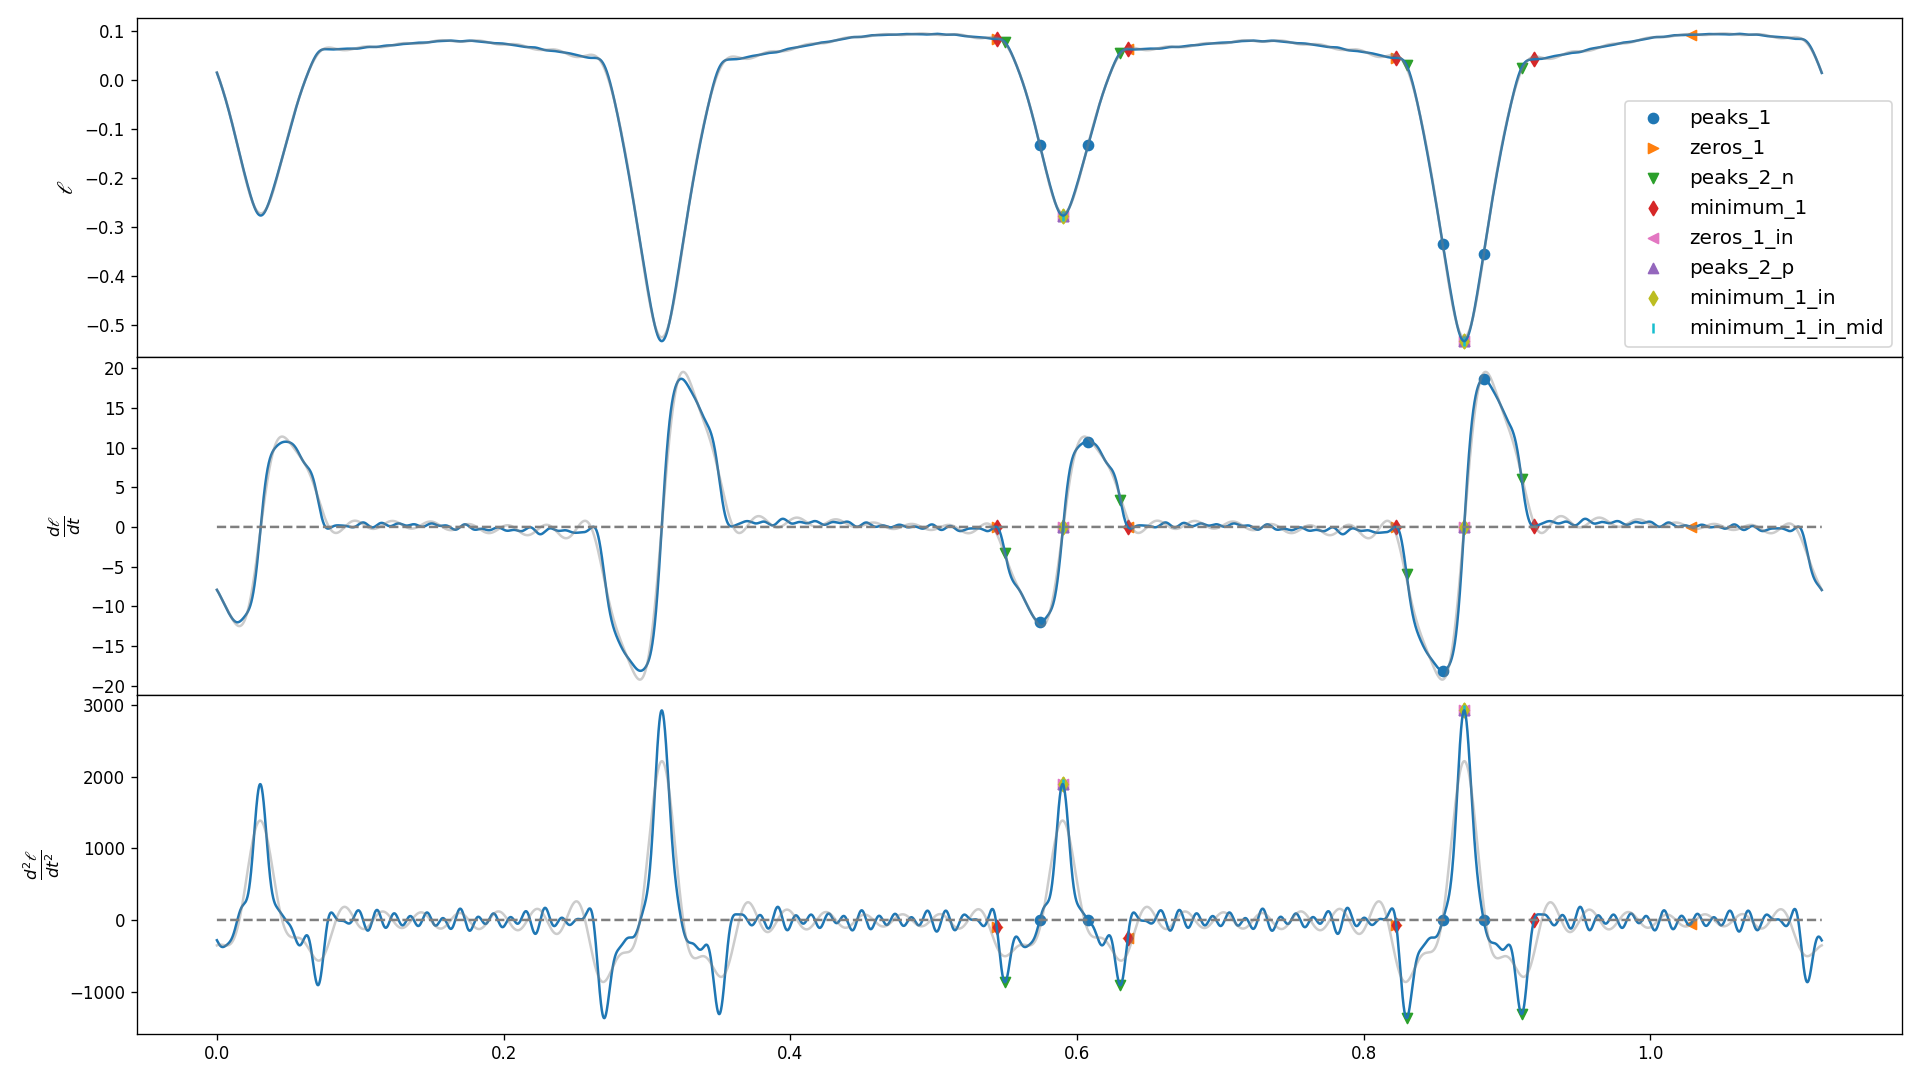 0.1
0.0
−0.1
−0.2
−0.3
−0.4
−0.5
ℓ
peaks_1
zeros_1
peaks_2_n
minimum_1
zeros_1_in
peaks_2_p
minimum_1_in
minimum_1_in_mid
20
15
10
5
0
−5
−10
−15
−20
dℓ/dt
3000
2000
1000
0
−1000
d²ℓ/dt²
0.0 0.2 0.4 0.6 0.8 1.0